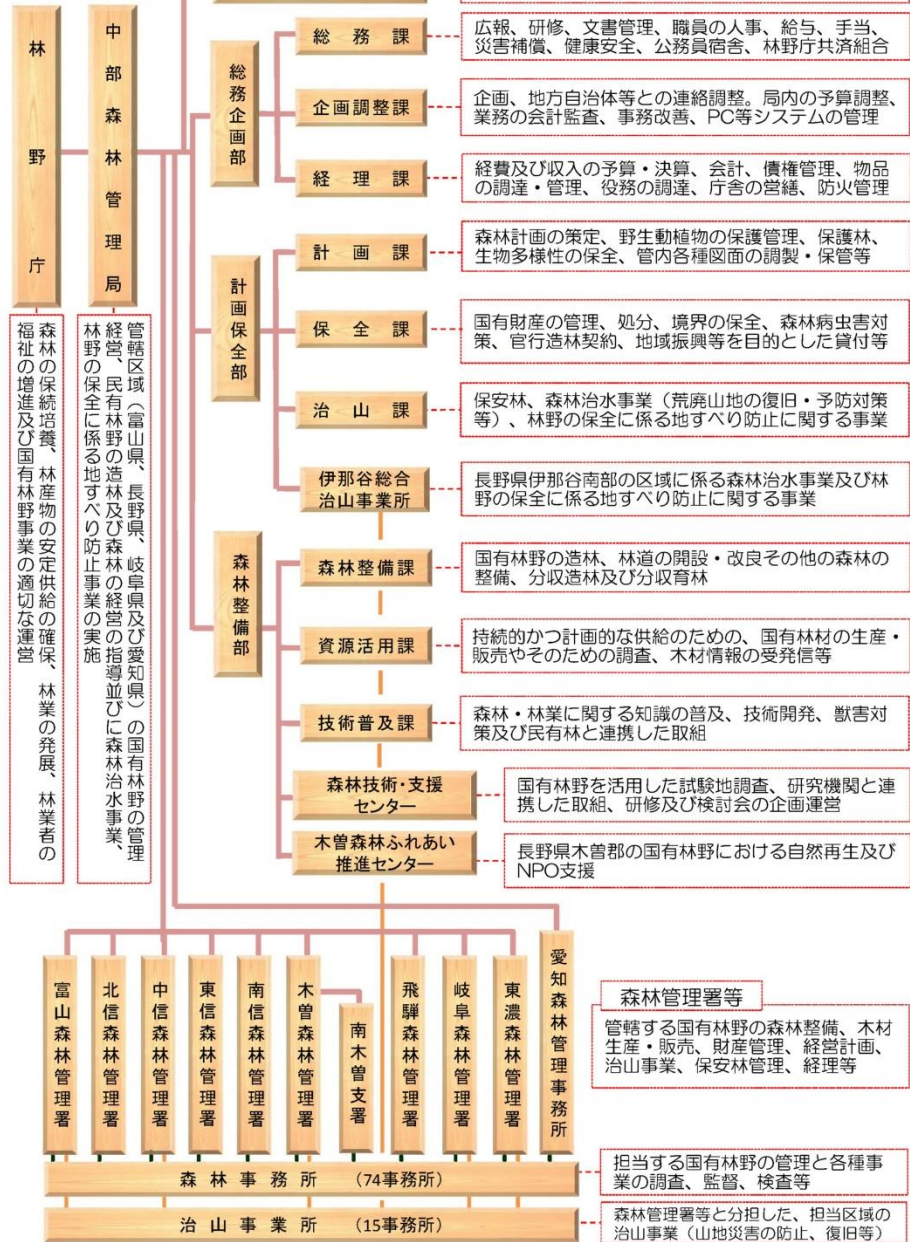 林野庁
森林の保続培養、林産物の安定供給の確保、林業の発展、林業者の
福祉の増進及び国有林野事業の適切な運営
中部森林管理局
管轄区域（富山県、長野県、岐阜県及び愛知県）の国有林野の管理
経営、民有林野の造林及び森林の経営の指導並びに森林治水事業、
林野の保全に係る地すべり防止事業の実施
総務企画部
総務課
広報、研修、文書管理、職員の人事、給与、手当、
災害補償、健康安全、公務員宿舎、林野庁共済組合
企画調整課
企画、地方自治体等との連絡調整。局内の予算調整、
業務の会計監査、事務改善、PC等システムの管理
経理課
経費及び収入の予算・決算、会計、債権管理、物品
の調達・管理、役務の調達、庁舎の営繕、防火管理
計画保全部
計画課
森林計画の策定、野生動植物の保護管理、保護林、
生物多様性の保全、管内各種図面の調製・保管等
保全課
国有財産の管理、処分、境界の保全、森林病虫害対
策、官行造林契約、地域振興等を目的とした貸付等
治山課
保安林、森林治水事業（荒廃山地の復旧・予防対策
等）、林野の保全に係る地すべり防止に関する事業
伊那谷総合
治山事業所
長野県伊那谷南部の区域に係る森林治水事業及び林
野の保全に係る地すべり防止に関する事業
森林整備部
森林整備課
国有林野の造林、林道の開設・改良その他の森林の
整備、分収造林及び分収育林
資源活用課
持続的かつ計画的な供給のための、国有林材の生産・
販売やそのための調査、木材情報の受発信等
技術普及課
森林・林業に関する知識の普及、技術開発、獣害対
策及び民有林と連携した取組
森林技術・支援
センター
国有林野を活用した試験地調査、研究機関と連
携した取組、研修及び検討会の企画運営
木曽森林ふれあい
推進センター
長野県木曽郡の国有林野における自然再生及び
NPO支援
富山森林管理署
北信森林管理署
中信森林管理署
東信森林管理署
南信森林管理署
木曽森林管理署
南木曽支署
飛騨森林管理署
岐阜森林管理署
東濃森林管理署
愛知森林管理事務所
森林管理署等
管轄する国有林野の森林整備、木材
生産・販売、財産管理、経営計画、
治山事業、保安林管理、経理等
森林事務所 （74事務所）
担当する国有林野の管理と各種事
業の調査、監督、検査等
治山事業所 （15事務所）
森林管理署等と分担した、担当区域の
治山事業（山地災害の防止、復旧等）